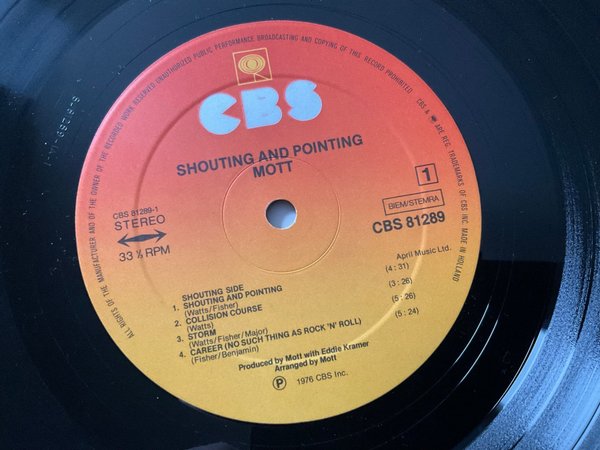 ALL RIGHTS OF THE MANUFACTURER AND OF THE OWNER OF THE RECORDED WORK RESERVED UNAUTHORIZED PUBLIC PERFORMANCE BROADCASTING AND COPYING OF THIS RECORD PROHIBITED
CBS & ARE REG. TRADEMARKS OF CBS INC. MADE IN HOLLAND
CBS
SHOUTING AND POINTING
MOTT
1
CBS 81289-1
STEREO
33 ⅓ RPM
BIEM/STEMRA
CBS 81289
April Music Ltd.
SHOUTING SIDE
1. SHOUTING AND POINTING (4:31)
(Watts/Fisher)
2. COLLISION COURSE (3:26)
(Watts)
3. STORM (5:26)
(Watts/Fisher/Major)
4. CAREER (NO SUCH THING AS ROCK 'N' ROLL) (5:24)
(Fisher/Benjamin)
Produced by Mott with Eddie Kramer
Arranged by Mott
P 1976 CBS Inc.